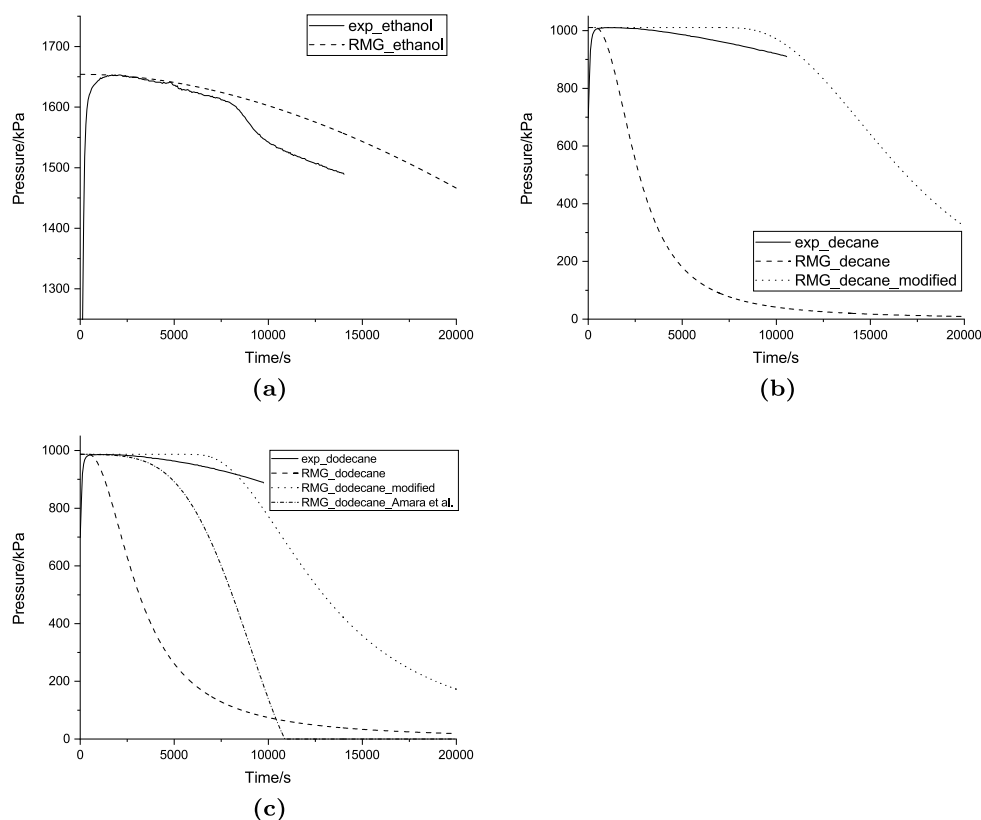 exp_ethanol
RMG_ethanol
1700
1600
1500
1400
1300
Pressure/kPa
0
5000
10000
15000
20000
Time/s
(a)
exp_decane
RMG_decane
RMG_decane_modified
1000
800
600
400
200
0
Pressure/kPa
0
5000
10000
15000
20000
Time/s
(b)
exp_dodecane
RMG_dodecane
RMG_dodecane_modified
RMG_dodecane_Amara et al.
1000
800
600
400
200
0
Pressure/kPa
0
5000
10000
15000
20000
Time/s
(c)